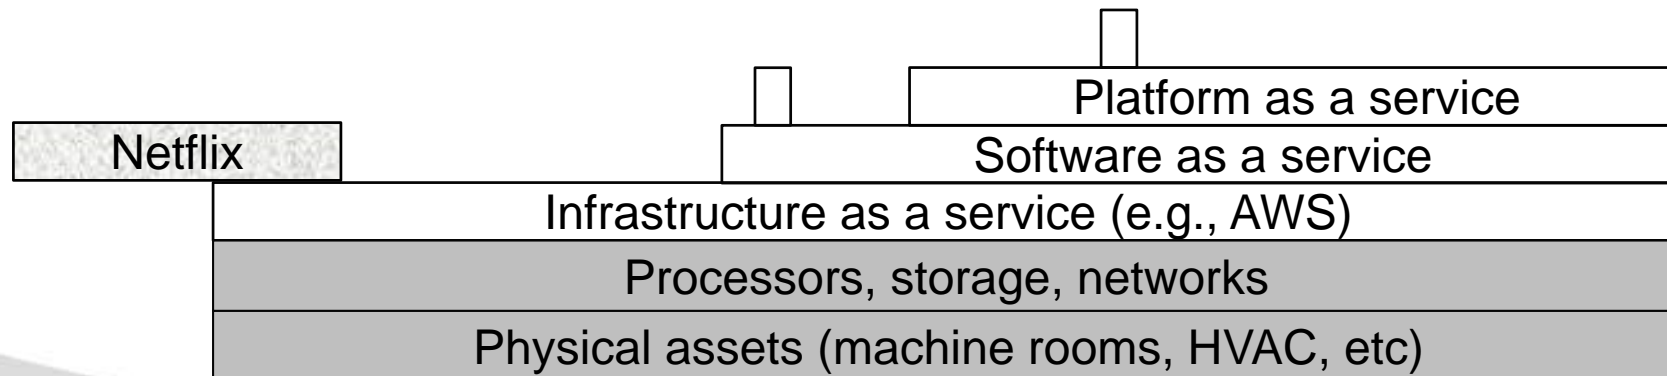 Platform as a service
Netflix
Software as a service
Infrastructure as a service (e.g., AWS)
Processors, storage, networks
Physical assets (machine rooms, HVAC, etc)